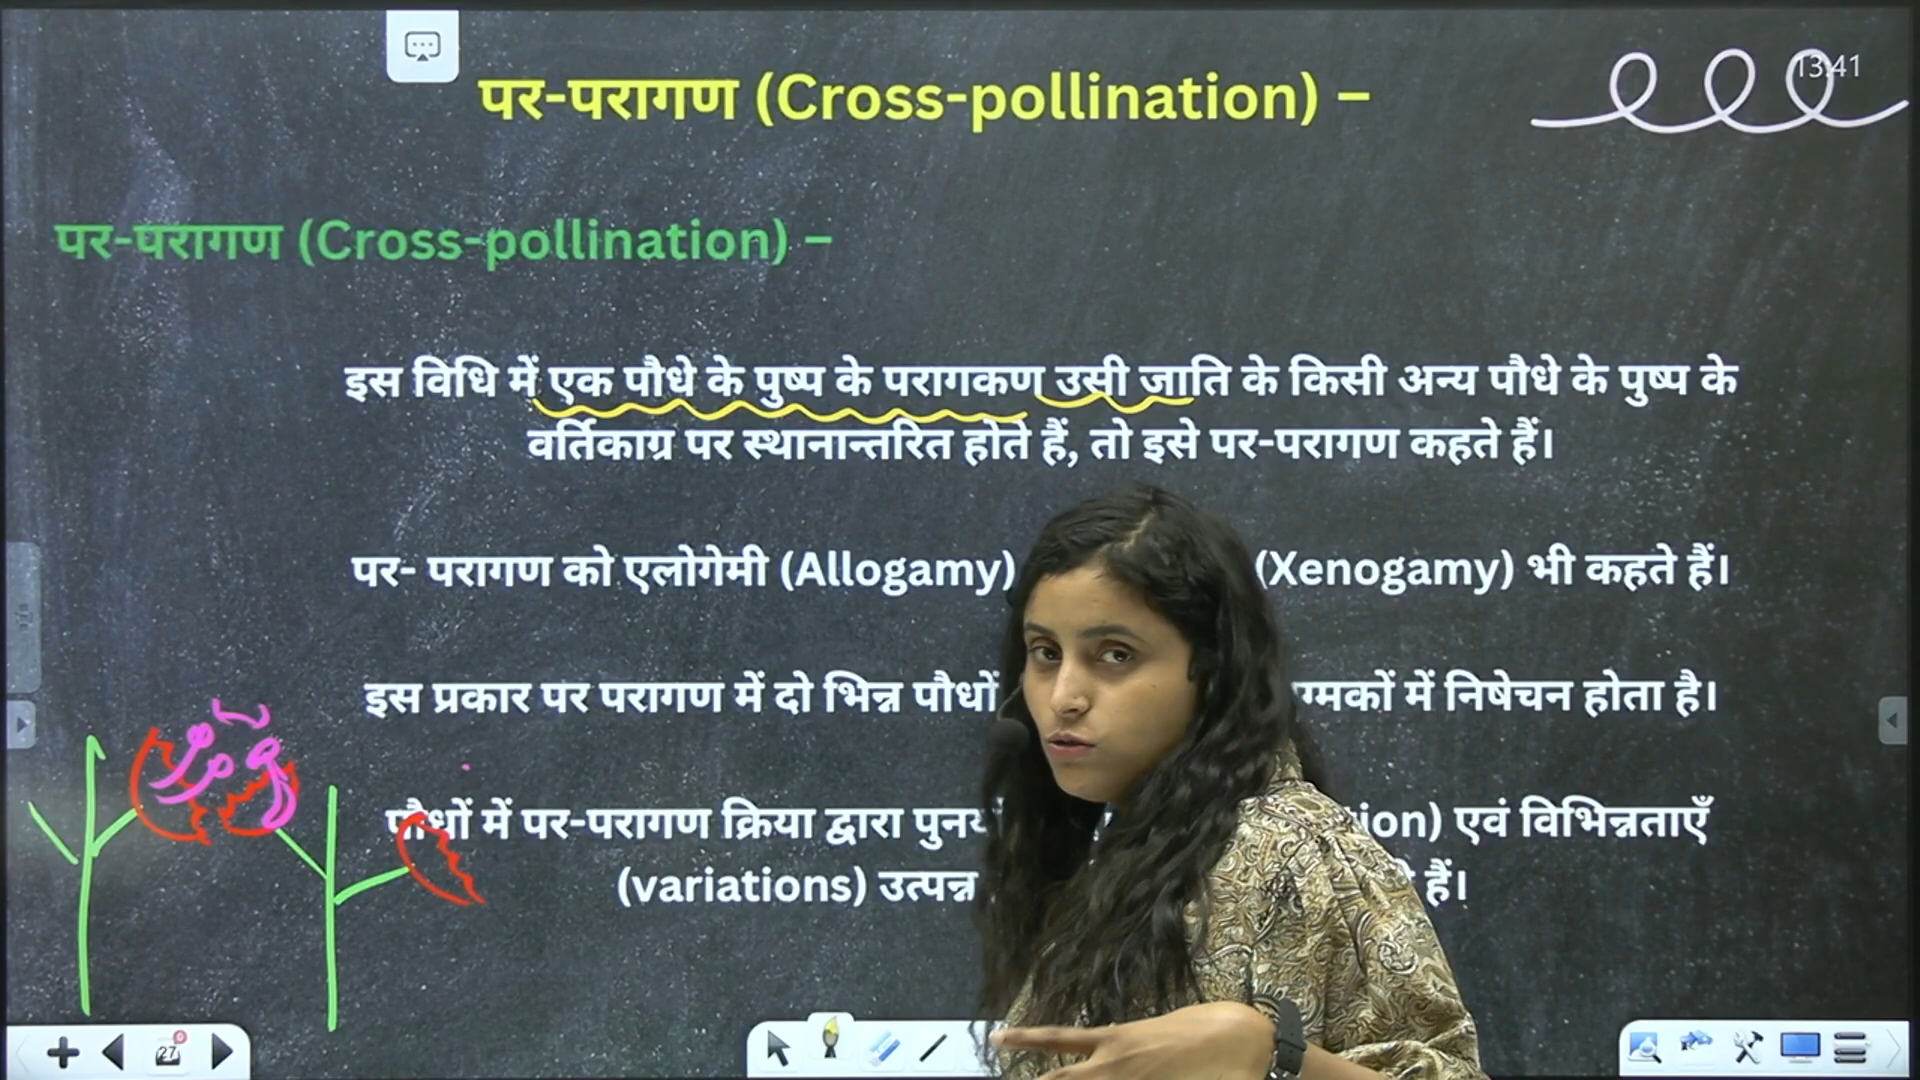 13:41
पर-परागण (Cross-pollination) –
पर-परागण (Cross-pollination) –
इस विधि में एक पौधे के पुष्प के परागकण उसी जाति के किसी अन्य पौधे के पुष्प के
वर्तिकाग्र पर स्थानान्तरित होते हैं, तो इसे पर-परागण कहते हैं।
पर- परागण को एलोगेमी (Allogamy) (Xenogamy) भी कहते हैं।
इस प्रकार पर परागण में दो भिन्न पौधों में निषेचन होता है।
पौधों में पर-परागण क्रिया द्वारा एवं विभिन्नताएँ
(variations) उत्पन्न हैं।
27